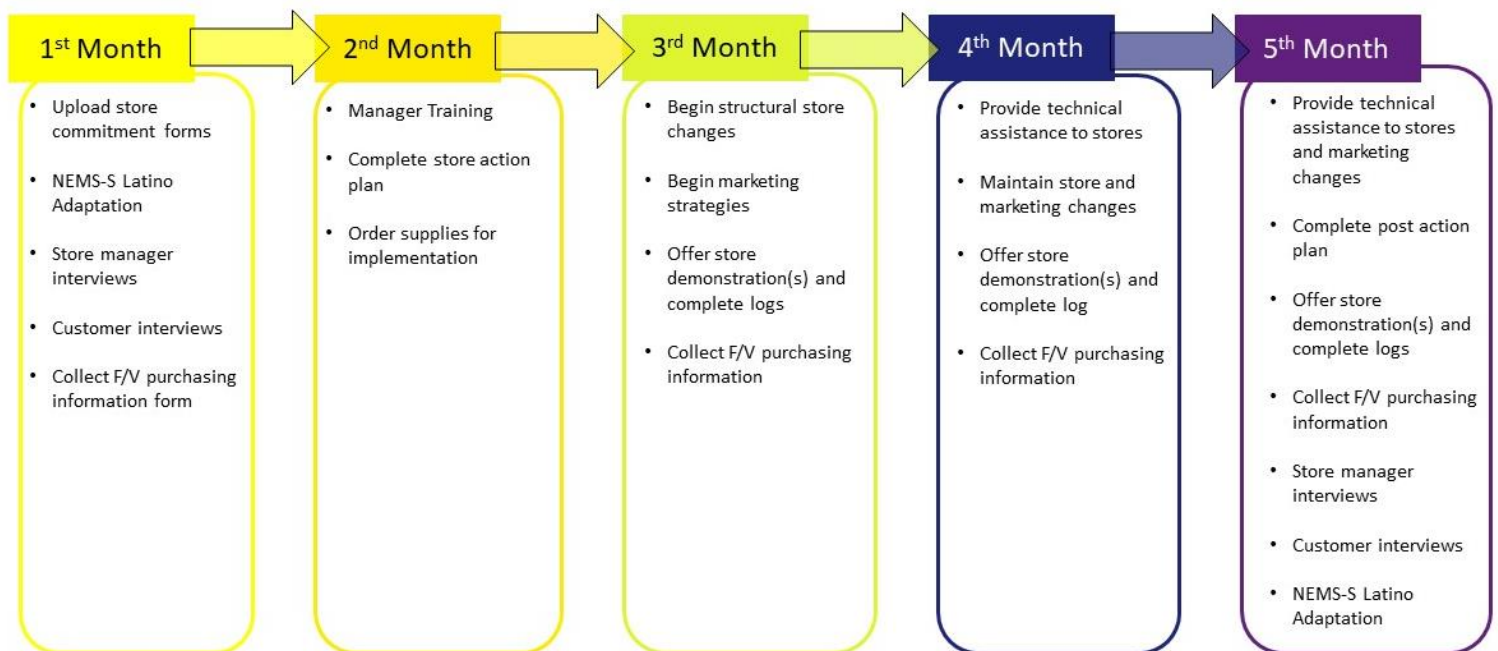 1st Month
• Upload store
commitment forms
• NEMS-S Latino
Adaptation
• Store manager
interviews
• Customer interviews
• Collect F/V purchasing
information form
2nd Month
• Manager Training
• Complete store action
plan
• Order supplies for
implementation
3rd Month
• Begin structural store
changes
• Begin marketing
strategies
• Offer store
demonstration(s) and
complete logs
• Collect F/V purchasing
information
4th Month
• Provide technical
assistance to stores
• Maintain store and
marketing changes
• Offer store
demonstration(s) and
complete log
• Collect F/V purchasing
information
5th Month
• Provide technical
assistance to stores
and marketing
changes
• Complete post action
plan
• Offer store
demonstration(s) and
complete logs
• Collect F/V purchasing
information
• Store manager
interviews
• Customer interviews
• NEMS-S Latino
Adaptation